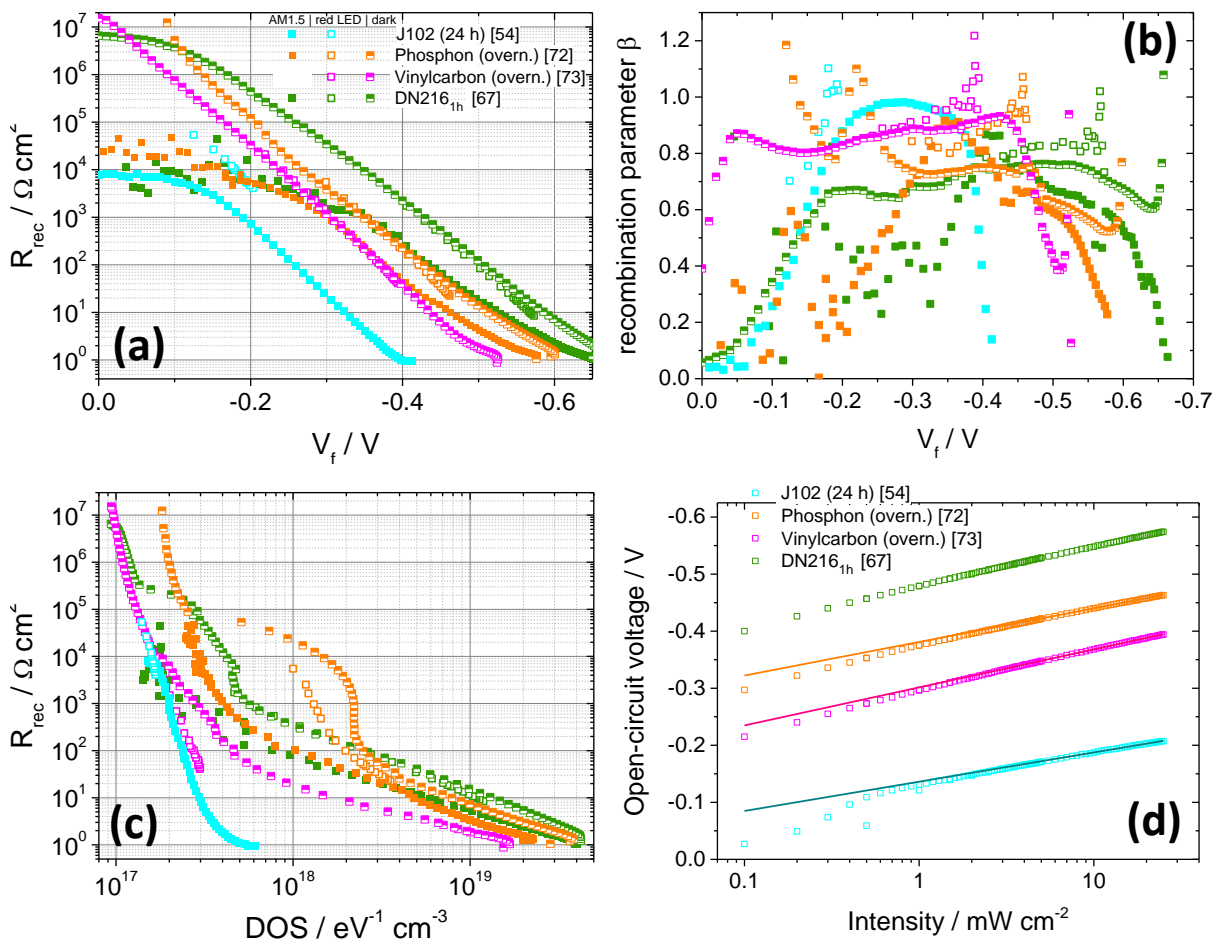 AM1.5 | red LED | dark
J102 (24 h) [54]
Phosphon (overn.) [72]
Vinylcarbon (overn.) [73]
DN216₁ₕ [67]
10⁷
10⁶
10⁵
10⁴
10³
10²
10¹
10⁰
R_rec / Ω cm²
(a)
0.0 -0.2 -0.4 -0.6
V_f / V
(b)
1.2
1.0
0.8
0.6
0.4
0.2
0.0
recombination parameter β
0.0 -0.1 -0.2 -0.3 -0.4 -0.5 -0.6 -0.7
V_f / V
10⁷
10⁶
10⁵
10⁴
10³
10²
10¹
10⁰
R_rec / Ω cm²
(c)
10¹⁷ 10¹⁸ 10¹⁹
DOS / eV⁻¹ cm⁻³
J102 (24 h) [54]
Phosphon (overn.) [72]
Vinylcarbon (overn.) [73]
DN216₁ₕ [67]
-0.6
-0.5
-0.4
-0.3
-0.2
-0.1
0.0
Open-circuit voltage / V
(d)
0.1 1 10
Intensity / mW cm⁻²